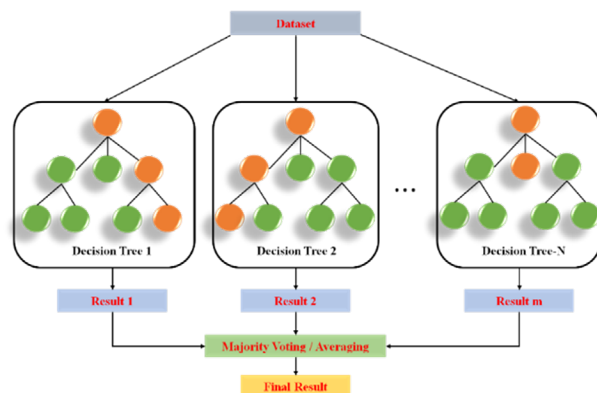 Dataset
...
Decision Tree 1
Decision Tree 2
Decision Tree-N
Result 1
Result 2
Result m
Majority Voting / Averaging
Final Result